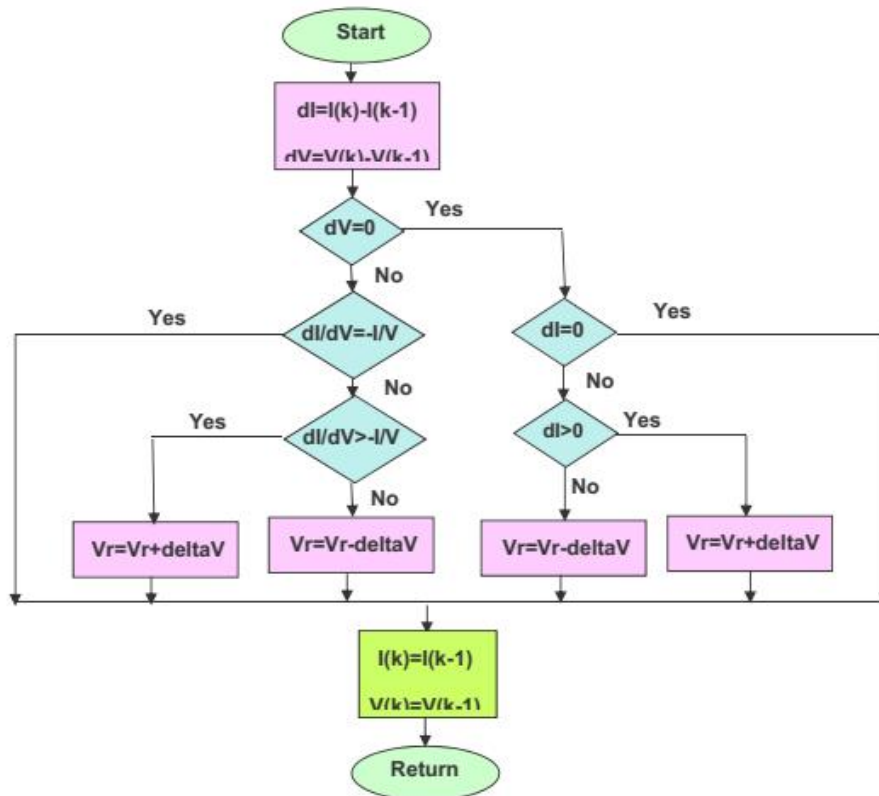 Start
dI=I(k)-I(k-1)
dV=V(k)-V(k-1)
dV=0
Yes
No
Yes
dI/dV=-I/V
dI=0
Yes
No
No
Yes
dI/dV>-I/V
dI>0
Yes
No
No
Vr=Vr+deltaV
Vr=Vr-deltaV
Vr=Vr-deltaV
Vr=Vr+deltaV
I(k)=I(k-1)
V(k)=V(k-1)
Return